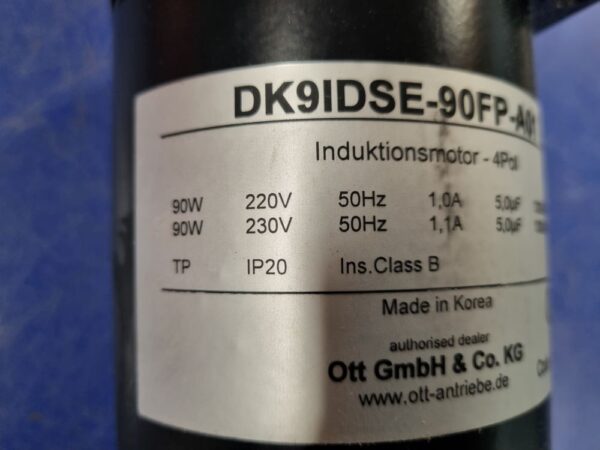 DK9IDSE-90FP-A01
Induktionsmotor - 4Pol
90W 220V 50Hz 1,0A 5,0µF
90W 230V 50Hz 1,1A 5,0µF
TP IP20 Ins.Class B
Made in Korea
authorised dealer
Ott GmbH & Co. KG
www.ott-antriebe.de